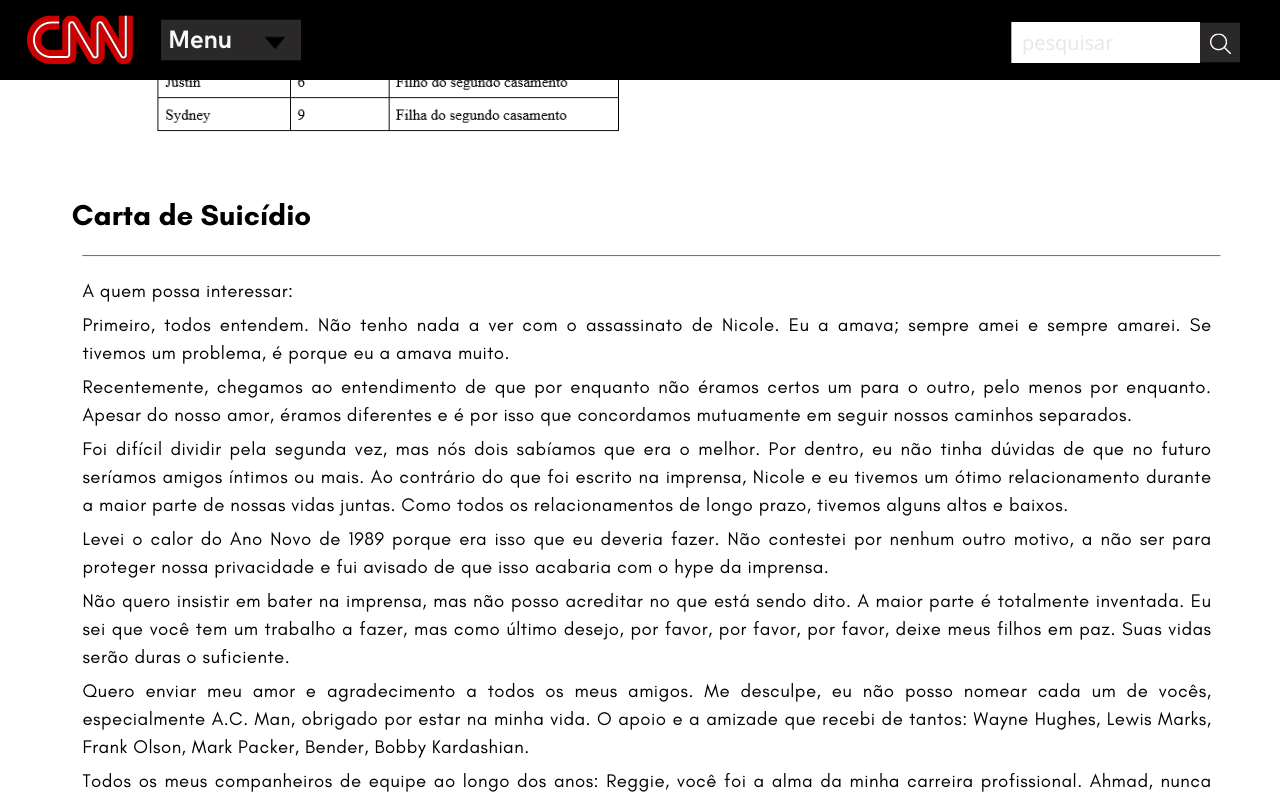 CNN
Menu
pesquisar
Justin 6 Filho do segundo casamento
Sydney 9 Filha do segundo casamento
Carta de Suicídio
A quem possa interessar:
Primeiro, todos entendem. Não tenho nada a ver com o assassinato de Nicole. Eu a amava; sempre amei e sempre amarei. Se
tivemos um problema, é porque eu a amava muito.
Recentemente, chegamos ao entendimento de que por enquanto não éramos certos um para o outro, pelo menos por enquanto.
Apesar do nosso amor, éramos diferentes e é por isso que concordamos mutuamente em seguir nossos caminhos separados.
Foi difícil dividir pela segunda vez, mas nós dois sabíamos que era o melhor. Por dentro, eu não tinha dúvidas de que no futuro
seríamos amigos íntimos ou mais. Ao contrário do que foi escrito na imprensa, Nicole e eu tivemos um ótimo relacionamento durante
a maior parte de nossas vidas juntas. Como todos os relacionamentos de longo prazo, tivemos alguns altos e baixos.
Levei o calor do Ano Novo de 1989 porque era isso que eu deveria fazer. Não contestei por nenhum outro motivo, a não ser para
proteger nossa privacidade e fui avisado de que isso acabaria com o hype da imprensa.
Não quero insistir em bater na imprensa, mas não posso acreditar no que está sendo dito. A maior parte é totalmente inventada. Eu
sei que você tem um trabalho a fazer, mas como último desejo, por favor, por favor, por favor, deixe meus filhos em paz. Suas vidas
serão duras o suficiente.
Quero enviar meu amor e agradecimento a todos os meus amigos. Me desculpe, eu não posso nomear cada um de vocês,
especialmente A.C. Man, obrigado por estar na minha vida. O apoio e a amizade que recebi de tantos: Wayne Hughes, Lewis Marks,
Frank Olson, Mark Packer, Bender, Bobby Kardashian.
Todos os meus companheiros de equipe ao longo dos anos: Reggie, você foi a alma da minha carreira profissional. Ahmad, nunca